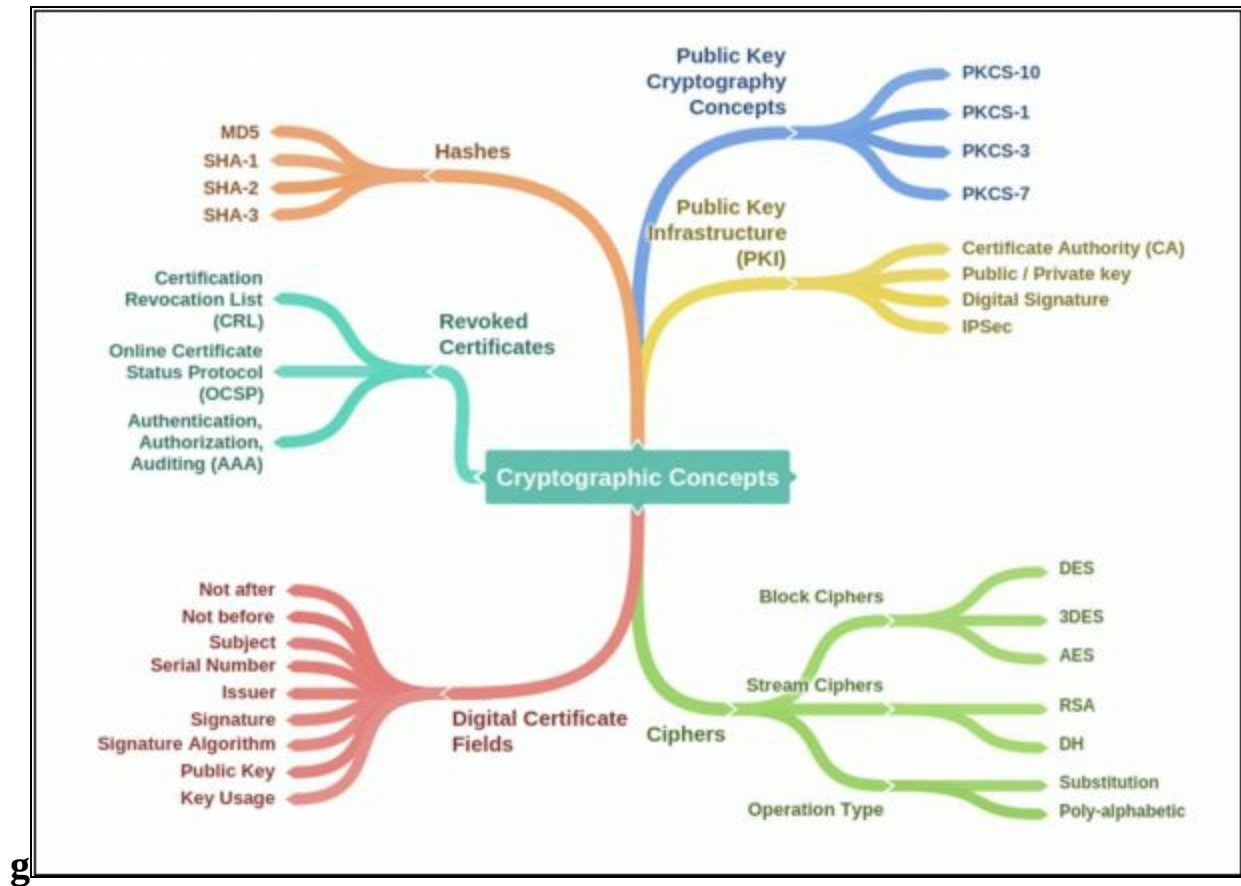 Public Key
Cryptography
Concepts
PKCS-10
PKCS-1
PKCS-3
PKCS-7
Hashes
MD5
SHA-1
SHA-2
SHA-3
Public Key
Infrastructure
(PKI)
Certificate Authority (CA)
Public / Private key
Digital Signature
IPSec
Revoked
Certificates
Certification
Revocation List
(CRL)
Online Certificate
Status Protocol
(OCSP)
Authentication,
Authorization,
Auditing (AAA)
Cryptographic Concepts
Digital Certificate
Fields
Not after
Not before
Subject
Serial Number
Issuer
Signature
Signature Algorithm
Public Key
Key Usage
Ciphers
Block Ciphers
DES
3DES
AES
Stream Ciphers
RSA
DH
Operation Type
Substitution
Poly-alphabetic
g